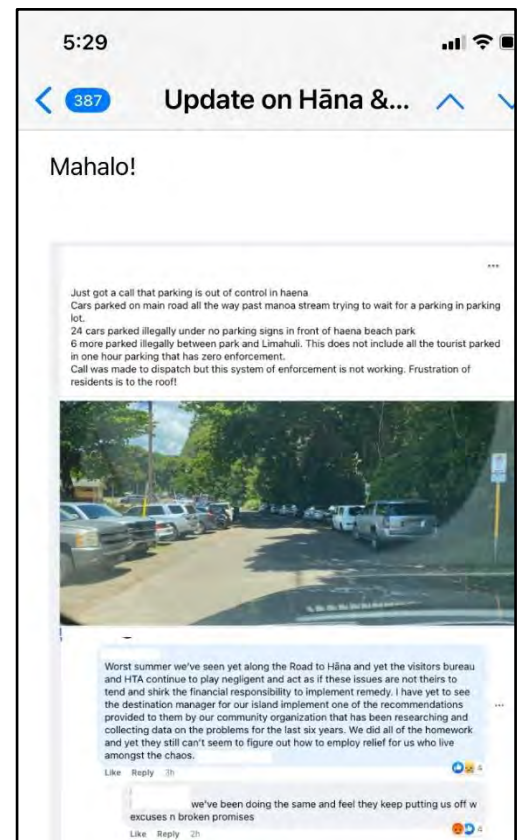 5:29
387
Update on Hāna &...
Mahalo!
Just got a call that parking is out of control in haena
Cars parked on main road all the way past manoa stream trying to wait for a parking in parking
lot.
24 cars parked illegally under no parking signs in front of haena beach park
6 more parked illegally between park and Limahuli. This does not include all the tourist parked
in one hour parking that has zero enforcement.
Call was made to dispatch but this system of enforcement is not working. Frustration of
residents is to the roof!
Worst summer we've seen yet along the Road to Hāna and yet the visitors bureau
and HTA continue to play negligent and act as if these issues are not theirs to
tend and shirk the financial responsibility to implement remedy. I have yet to see
the destination manager for our island implement one of the recommendations
provided to them by our community organization that has been researching and
collecting data on the problems for the last six years. We did all of the homework
and yet they still can't seem to figure out how to employ relief for us who live
amongst the chaos.
Like Reply 3h
4
we've been doing the same and feel they keep putting us off w
excuses n broken promises
Like Reply 2h
4